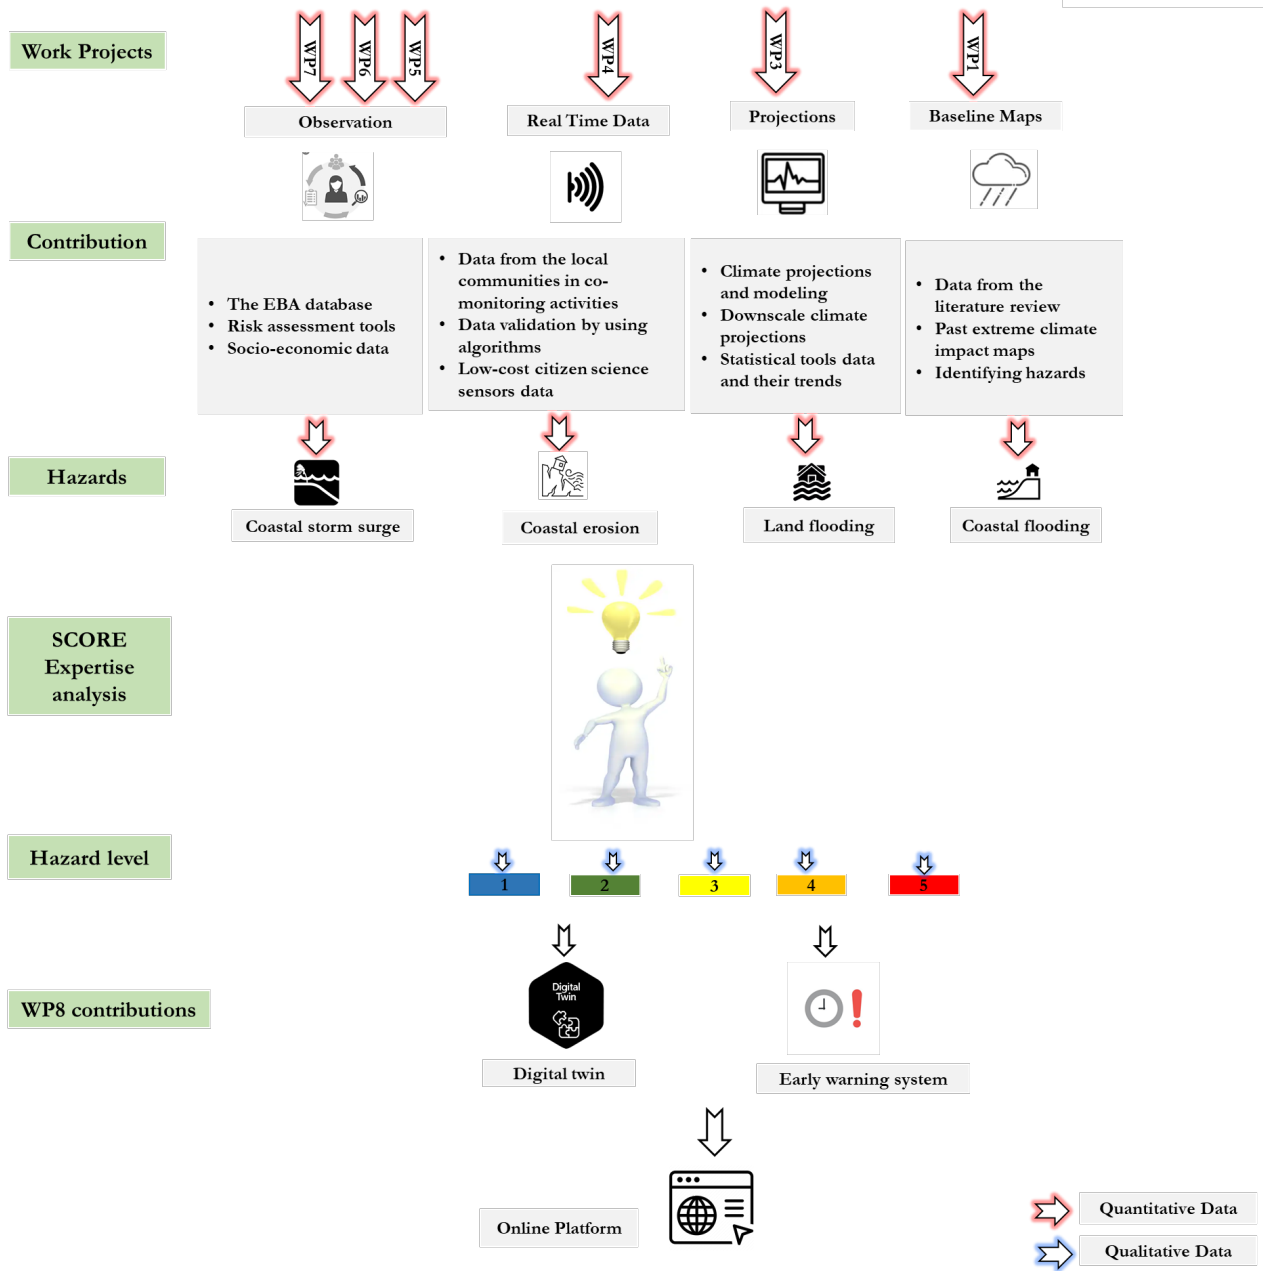 Work Projects
WP7
WP6
WP5
WP4
WP3
WP1
Observation
Real Time Data
Projections
Baseline Maps
Contribution
• The EBA database
• Risk assessment tools
• Socio-economic data
• Data from the local
communities in co-
monitoring activities
• Data validation by using
algorithms
• Low-cost citizen science
sensors data
• Climate projections
and modeling
• Downscale climate
projections
• Statistical tools data
and their trends
• Data from the
literature review
• Past extreme climate
impact maps
• Identifying hazards
Hazards
Coastal storm surge
Coastal erosion
Land flooding
Coastal flooding
SCORE
Expertise
analysis
Hazard level
1
2
3
4
5
WP8 contributions
Digital
Twin
Digital twin
Early warning system
Online Platform
Quantitative Data
Qualitative Data